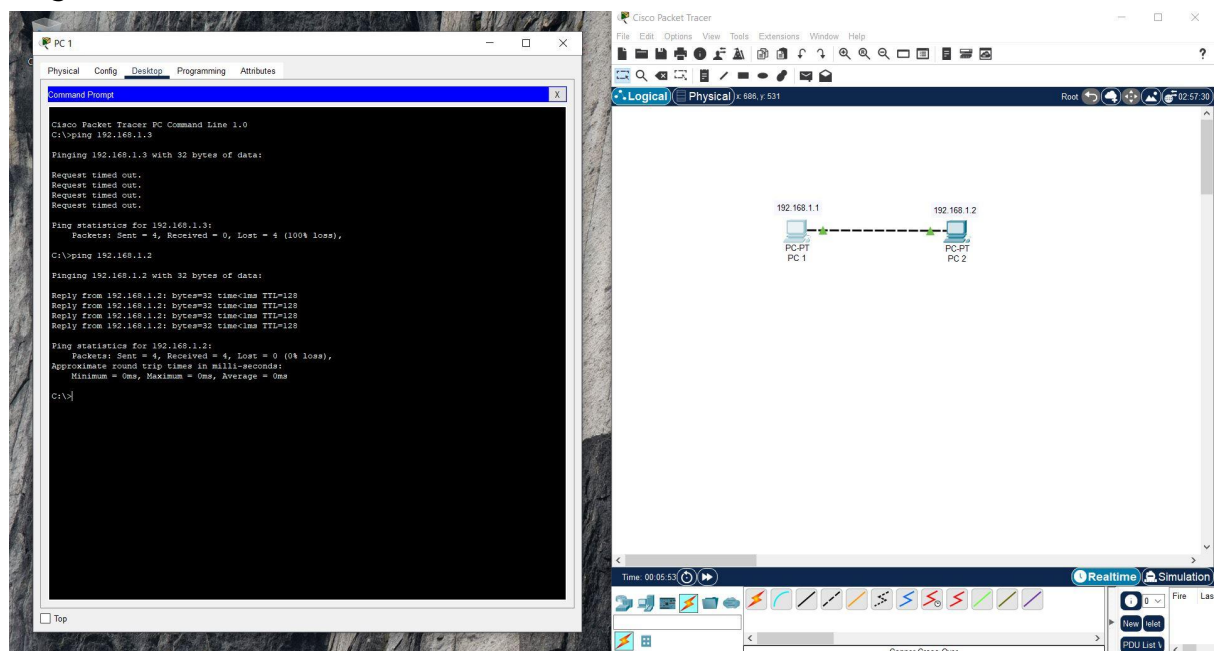 PC 1
Physical Config Desktop Programming Attributes
Command Prompt
X
Cisco Packet Tracer PC Command Line 1.0
C:\>ping 192.168.1.3
Pinging 192.168.1.3 with 32 bytes of data:
Request timed out.
Request timed out.
Request timed out.
Request timed out.
Ping statistics for 192.168.1.3:
Packets: Sent = 4, Received = 0, Lost = 4 (100% loss),
C:\>ping 192.168.1.2
Pinging 192.168.1.2 with 32 bytes of data:
Reply from 192.168.1.2: bytes=32 time<1ms TTL=128
Reply from 192.168.1.2: bytes=32 time<1ms TTL=128
Reply from 192.168.1.2: bytes=32 time<1ms TTL=128
Reply from 192.168.1.2: bytes=32 time<1ms TTL=128
Ping statistics for 192.168.1.2:
Packets: Sent = 4, Received = 4, Lost = 0 (0% loss),
Approximate round trip times in milli-seconds:
Minimum = 0ms, Maximum = 0ms, Average = 0ms
C:\>
Top
Cisco Packet Tracer
File Edit Options View Tools Extensions Window Help
?
Logical Physical x: 686, y: 531 Root 02:57:30
192.168.1.1
192.168.1.2
PC-PT
PC 1
PC-PT
PC 2
Time: 00:05:53 Realtime Simulation
0 Fire Las
New elet
PDU List